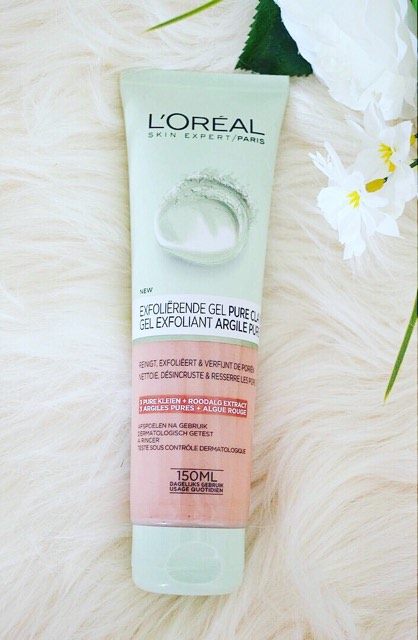 L'ORÉAL
SKIN EXPERT/PARIS
NEW
EXFOLIËRENDE GEL PURE CLA
GEL EXFOLIANT ARGILE PUR
REINIGT, EXFOLIËERT & VERFIJNT DE PORIËN
NETTOIE, DÉSINCRUSTE & RESSERRE LES PO
3 PURE KLEIEN + ROODALG EXTRACT
3 ARGILES PURES + ALGUE ROUGE
AFSPOELEN NA GEBRUIK
DERMATOLOGISCH GETEST
À RINCER
TESTÉ SOUS CONTRÔLE DERMATOLOGIQUE
150ML
DAGELIJKS GEBRUIK
USAGE QUOTIDIEN